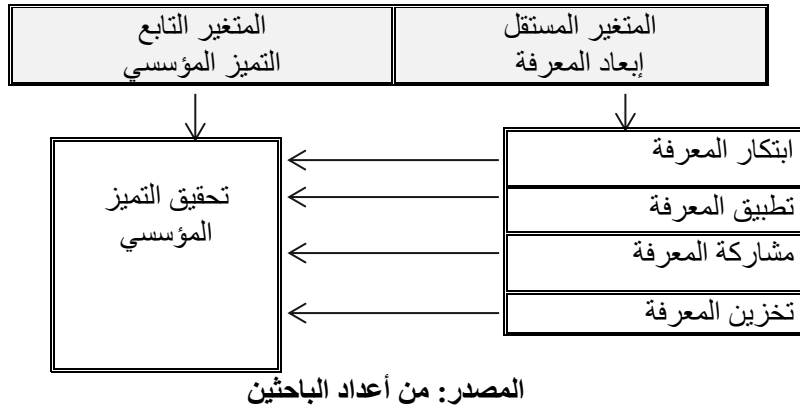 المتغير المستقل
إبعاد المعرفة
المتغير التابع
التميز المؤسسي
ابتكار المعرفة
تطبيق المعرفة
مشاركة المعرفة
تخزين المعرفة
تحقيق التميز
المؤسسي
المصدر: من أعداد الباحثين